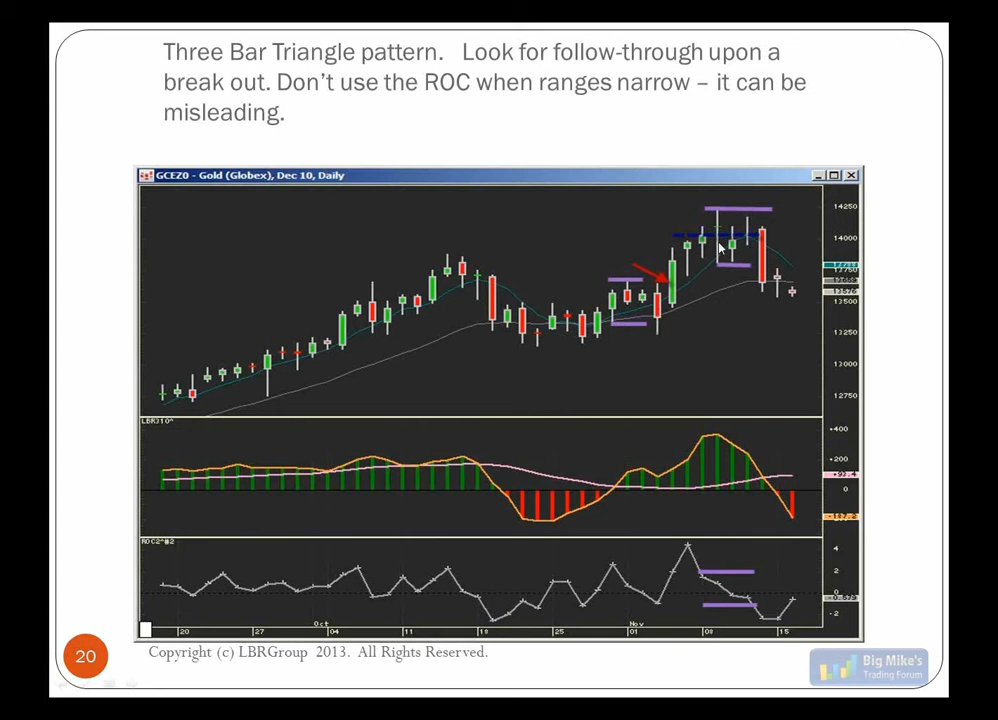 Three Bar Triangle pattern.   Look for follow-through upon a
break out. Don't use the ROC when ranges narrow – it can be
misleading.
GCEZ0 - Gold (Globex), Dec 10, Daily
14250
14000
13750
13500
13250
13000
12750
LBR310^
+400
+200
0
ROC2^#2
4
2
0
-2
20
27
Oct
04
11
18
25
Nov
01
08
15
20
Copyright (c) LBRGroup 2013. All Rights Reserved.
Big Mike's
Trading Forum